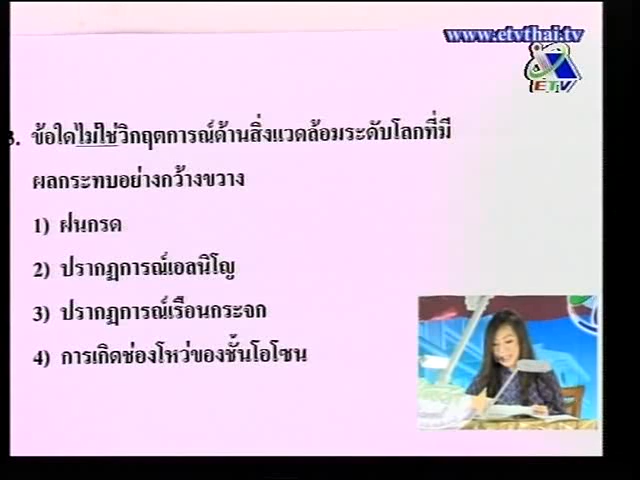 www.etvthai.tv
ETV
3. ข้อใดไม่ใช่วิกฤตการณ์ด้านสิ่งแวดล้อมระดับโลกที่มี
ผลกระทบอย่างกว้างขวาง
1) ฝนกรด
2) ปรากฏการณ์เอลนิโญ
3) ปรากฏการณ์เรือนกระจก
4) การเกิดช่องโหว่ของชั้นโอโซน